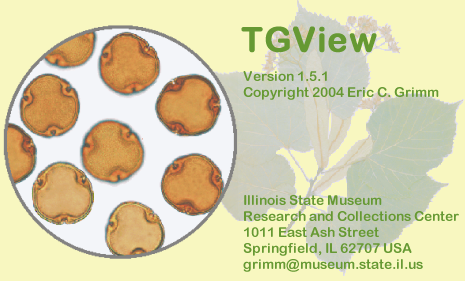 TGView
Version 1.5.1
Copyright 2004 Eric C. Grimm
Illinois State Museum
Research and Collections Center
1011 East Ash Street
Springfield, IL 62707 USA
grimm@museum.state.il.us